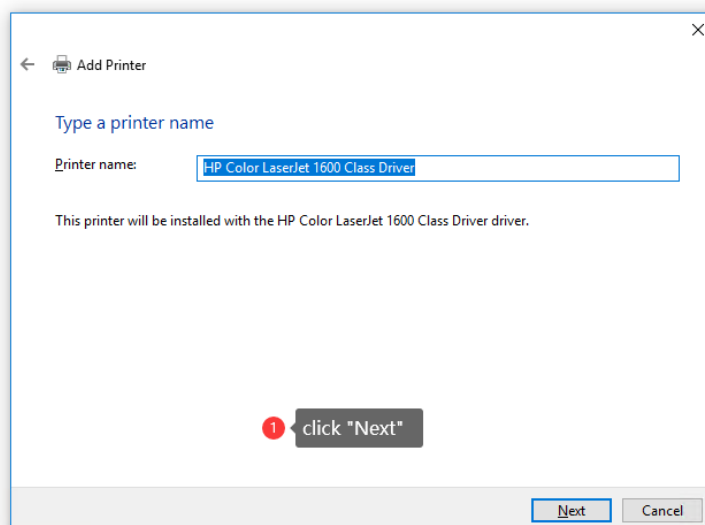 Add Printer
Type a printer name
Printer name: HP Color LaserJet 1600 Class Driver
This printer will be installed with the HP Color LaserJet 1600 Class Driver driver.
1 click "Next"
Next Cancel